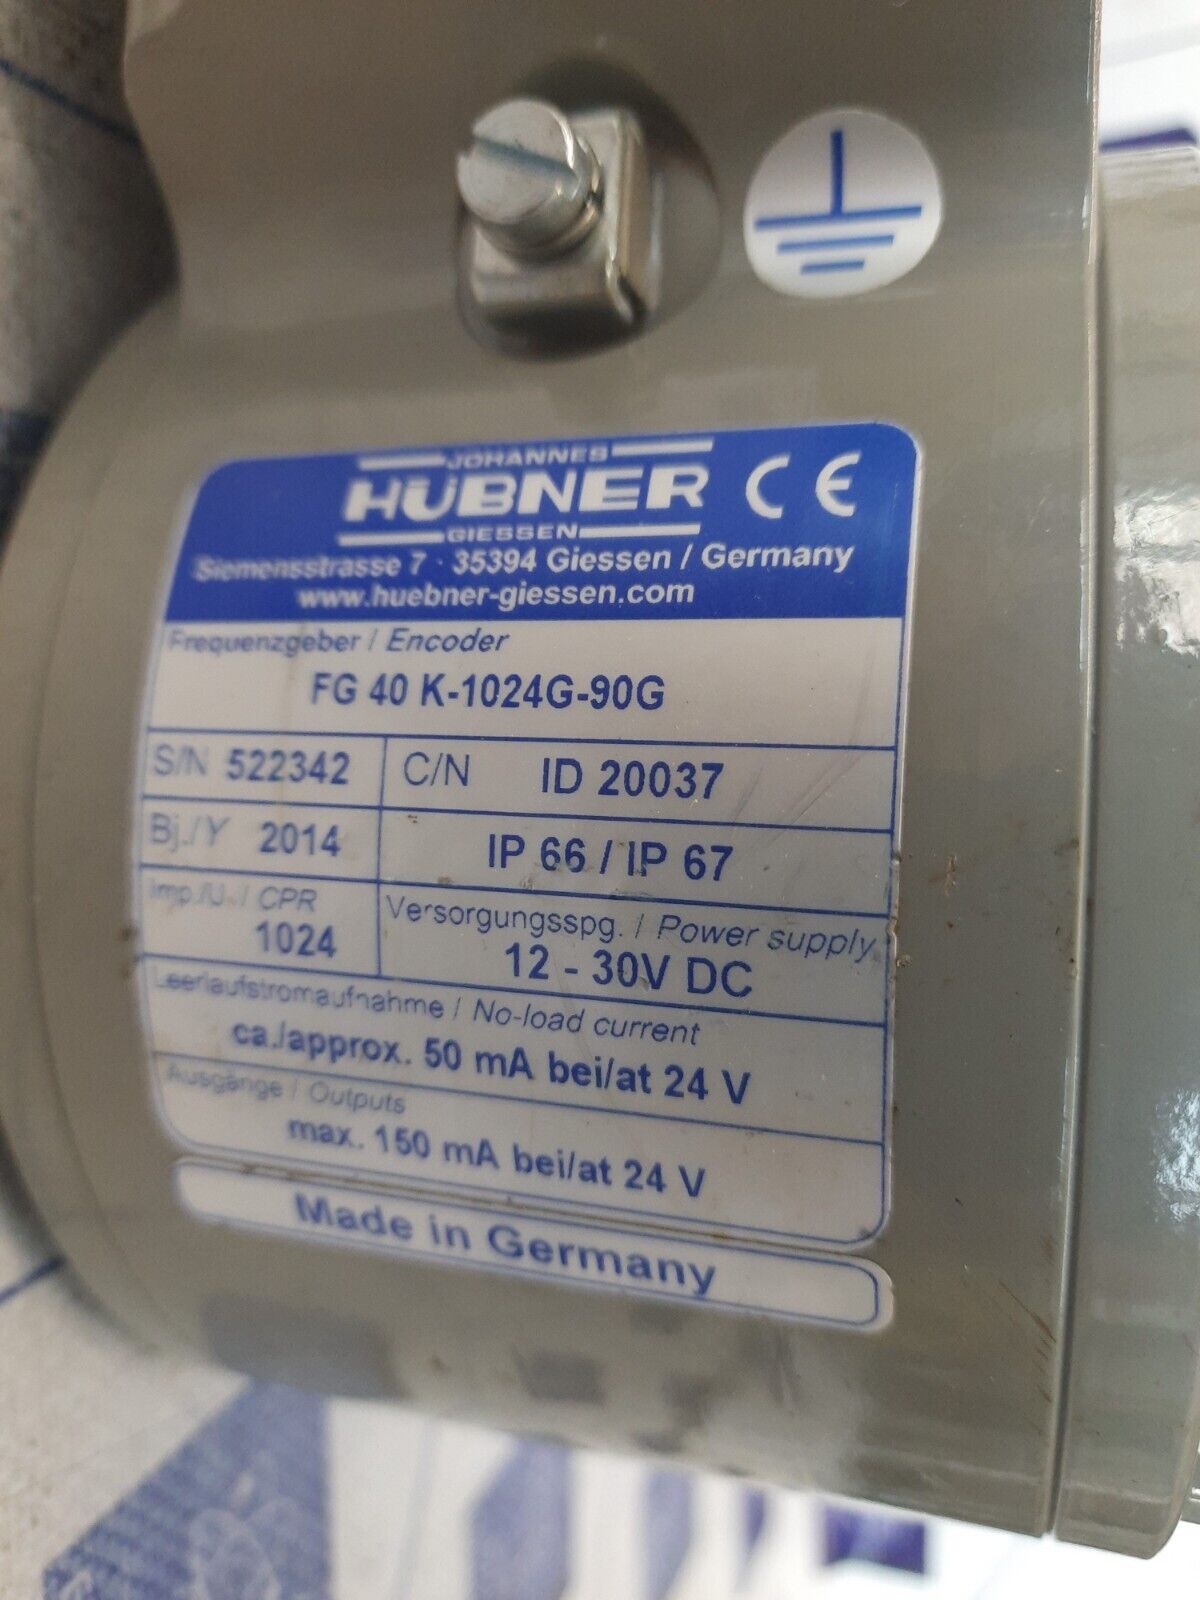 JOHANNES
HÜBNER CE
GIESSEN
Siemensstrasse 7 · 35394 Giessen / Germany
www.huebner-giessen.com
Frequenzgeber / Encoder
FG 40 K-1024G-90G
S/N 522342 C/N ID 20037
Bj./Y 2014 IP 66 / IP 67
Imp./U. / CPR
1024
Versorgungsspg. / Power supply
12 - 30V DC
Leerlaufstromaufnahme / No-load current
ca./approx. 50 mA bei/at 24 V
Ausgänge / Outputs
max. 150 mA bei/at 24 V
Made in Germany